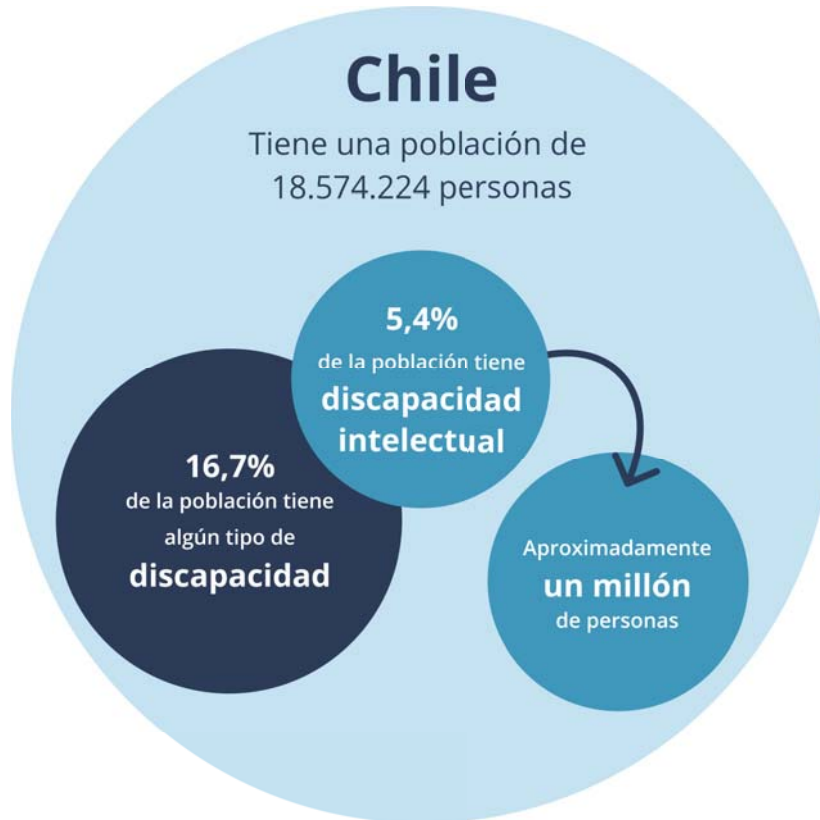 Chile
Tiene una población de
18.574.224 personas
5,4%
de la población tiene
discapacidad
intelectual
16,7%
de la población tiene
algún tipo de
discapacidad
Aproximadamente
un millón
de personas